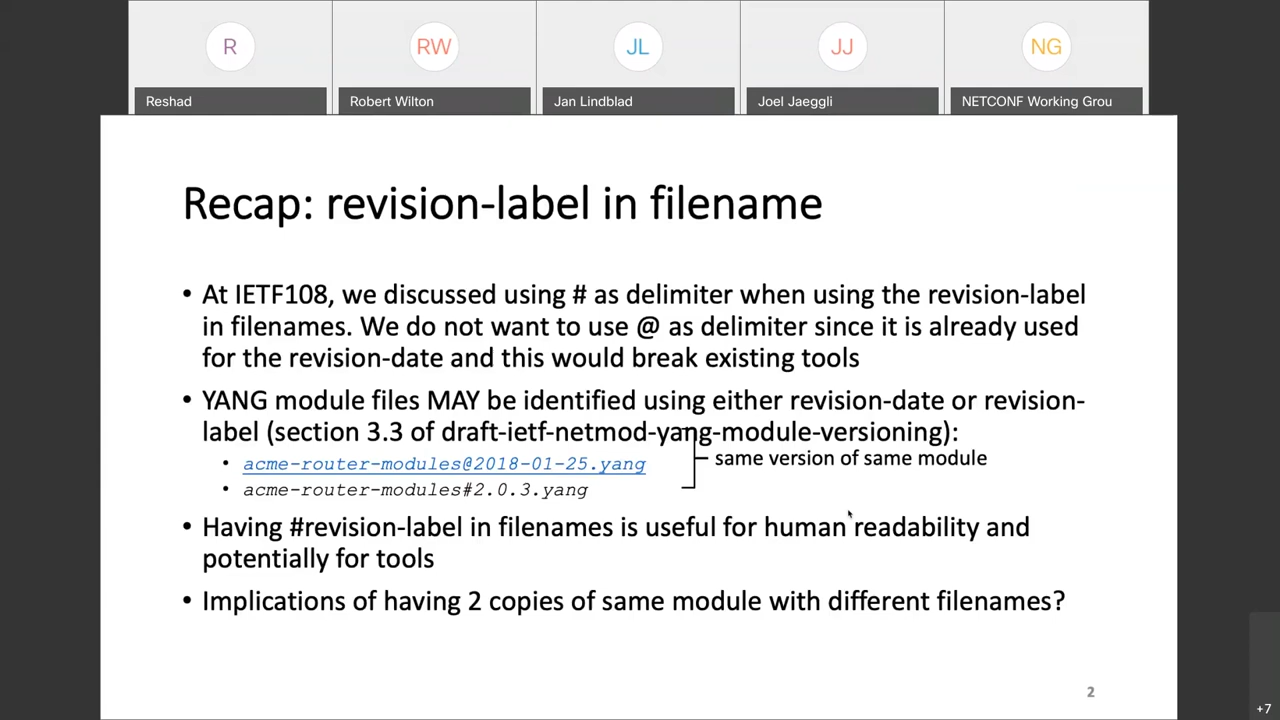 R
RW
JL
JJ
NG
Reshad
Robert Wilton
Jan Lindblad
Joel Jaeggli
NETCONF Working Grou
Recap: revision-label in filename
• At IETF108, we discussed using # as delimiter when using the revision-label
in filenames. We do not want to use @ as delimiter since it is already used
for the revision-date and this would break existing tools
• YANG module files MAY be identified using either revision-date or revision-
label (section 3.3 of draft-ietf-netmod-yang-module-versioning):
• acme-router-modules@2018-01-25.yang
same version of same module
• acme-router-modules#2.0.3.yang
• Having #revision-label in filenames is useful for human readability and
potentially for tools
• Implications of having 2 copies of same module with different filenames?
2
+7